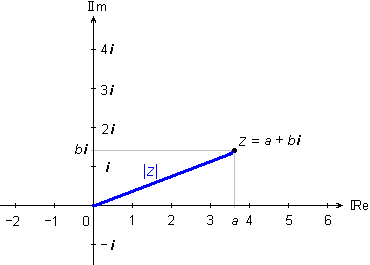 Im
4i
3i
2i
z = a + bi
bi
i
|z|
Re
−2 −1 0 1 2 3 a 4 5 6
−i